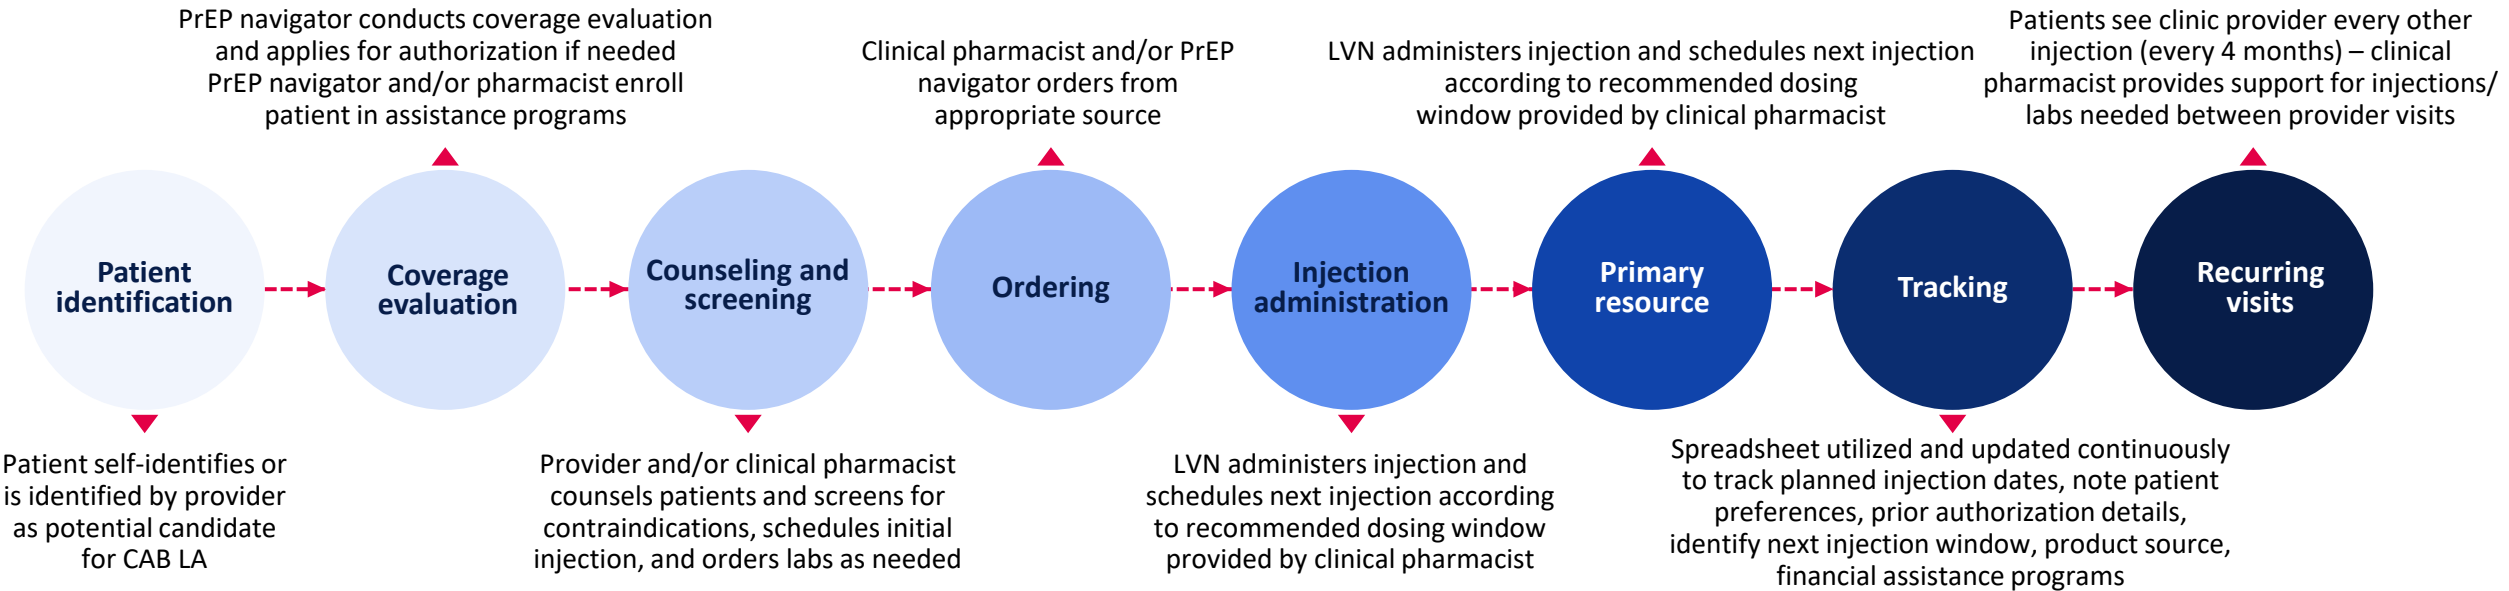 PrEP navigator conducts coverage evaluation
and applies for authorization if needed
PrEP navigator and/or pharmacist enroll
patient in assistance programs
Clinical pharmacist and/or PrEP
navigator orders from
appropriate source
LVN administers injection and schedules next injection
according to recommended dosing
window provided by clinical pharmacist
Patients see clinic provider every other
injection (every 4 months) – clinical
pharmacist provides support for injections/
labs needed between provider visits
Patient
identification
Coverage
evaluation
Counseling and
screening
Ordering
Injection
administration
Primary
resource
Tracking
Recurring
visits
Patient self-identifies or
is identified by provider
as potential candidate
for CAB LA
Provider and/or clinical pharmacist
counsels patients and screens for
contraindications, schedules initial
injection, and orders labs as needed
LVN administers injection and
schedules next injection according
to recommended dosing window
provided by clinical pharmacist
Spreadsheet utilized and updated continuously
to track planned injection dates, note patient
preferences, prior authorization details,
identify next injection window, product source,
financial assistance programs